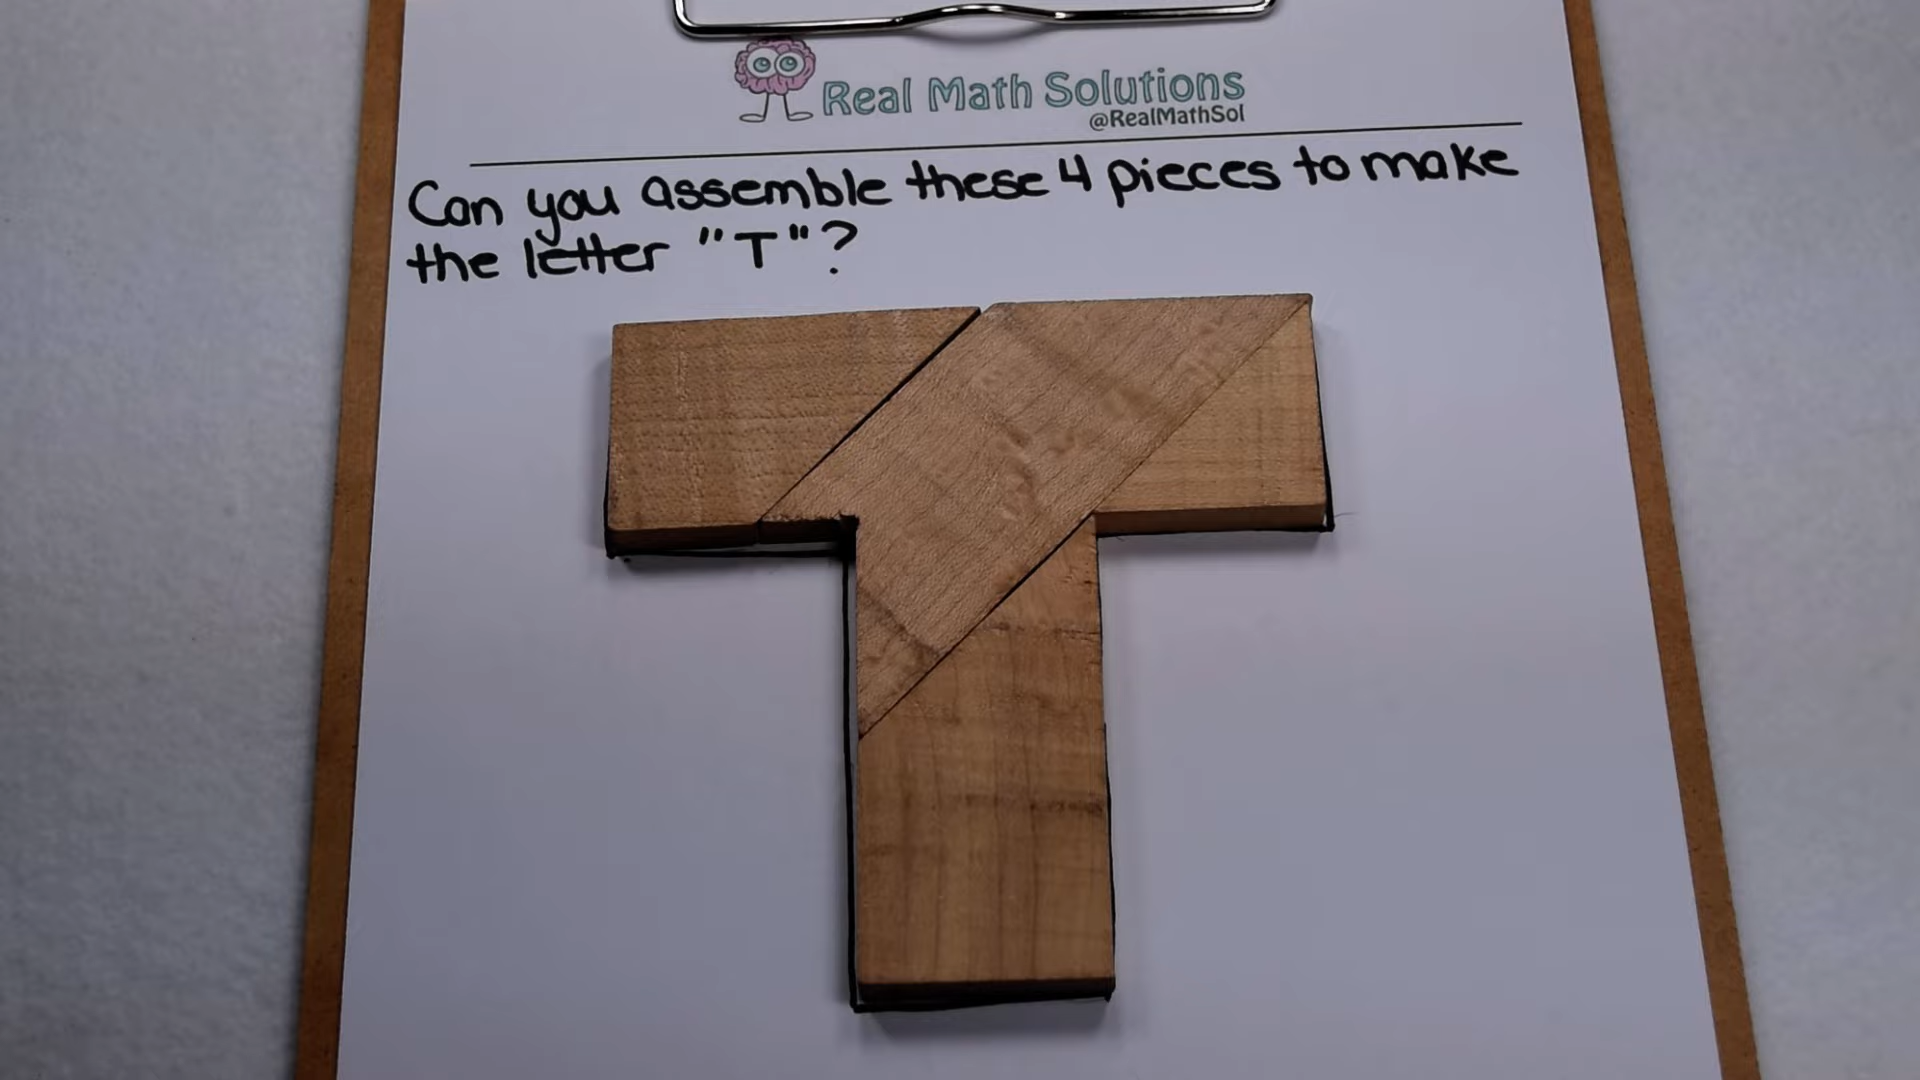 Real Math Solutions
@RealMathSol
Can you assemble these 4 pieces to make
the letter "T"?